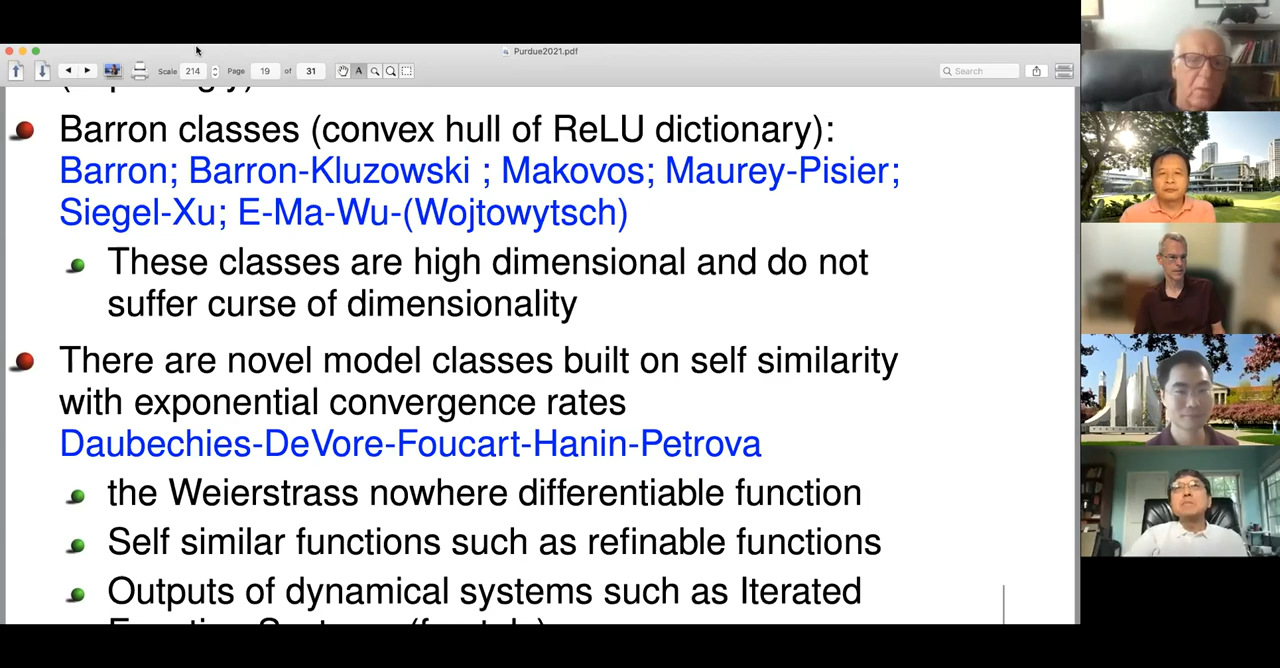 Purdue2021.pdf
Scale 214 Page 19 of 31 Search
Barron classes (convex hull of ReLU dictionary):
Barron; Barron-Kluzowski ; Makovos; Maurey-Pisier;
Siegel-Xu; E-Ma-Wu-(Wojtowytsch)
These classes are high dimensional and do not
suffer curse of dimensionality
There are novel model classes built on self similarity
with exponential convergence rates
Daubechies-DeVore-Foucart-Hanin-Petrova
the Weierstrass nowhere differentiable function
Self similar functions such as refinable functions
Outputs of dynamical systems such as Iterated